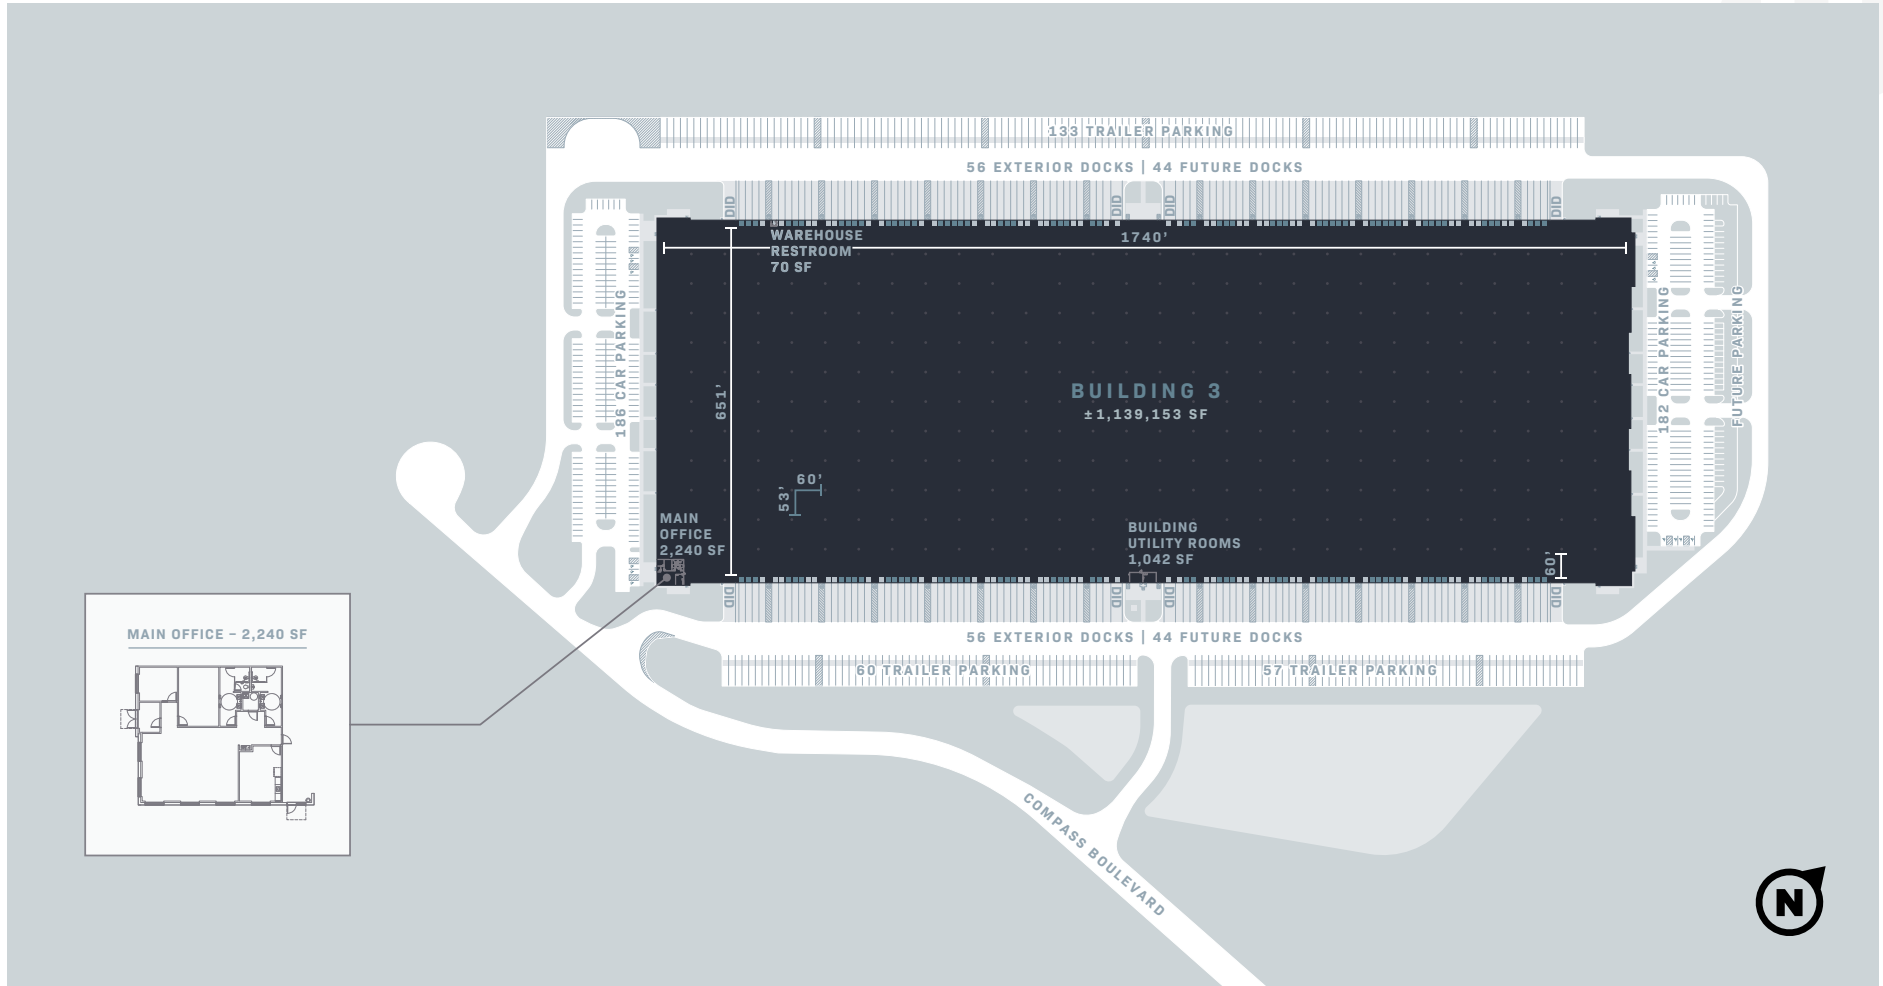 133 TRAILER PARKING
56 EXTERIOR DOCKS | 44 FUTURE DOCKS
DID
DID
DID
DID
WAREHOUSE
RESTROOM
70 SF
1740'
186 CAR PARKING
651'
BUILDING 3
±1,139,153 SF
182 CAR PARKING
FUTURE PARKING
60'
53'
MAIN
OFFICE
2,240 SF
BUILDING
UTILITY ROOMS
1,042 SF
60'
DID
DID
DID
DID
56 EXTERIOR DOCKS | 44 FUTURE DOCKS
60 TRAILER PARKING
57 TRAILER PARKING
MAIN OFFICE – 2,240 SF
COMPASS BOULEVARD
N